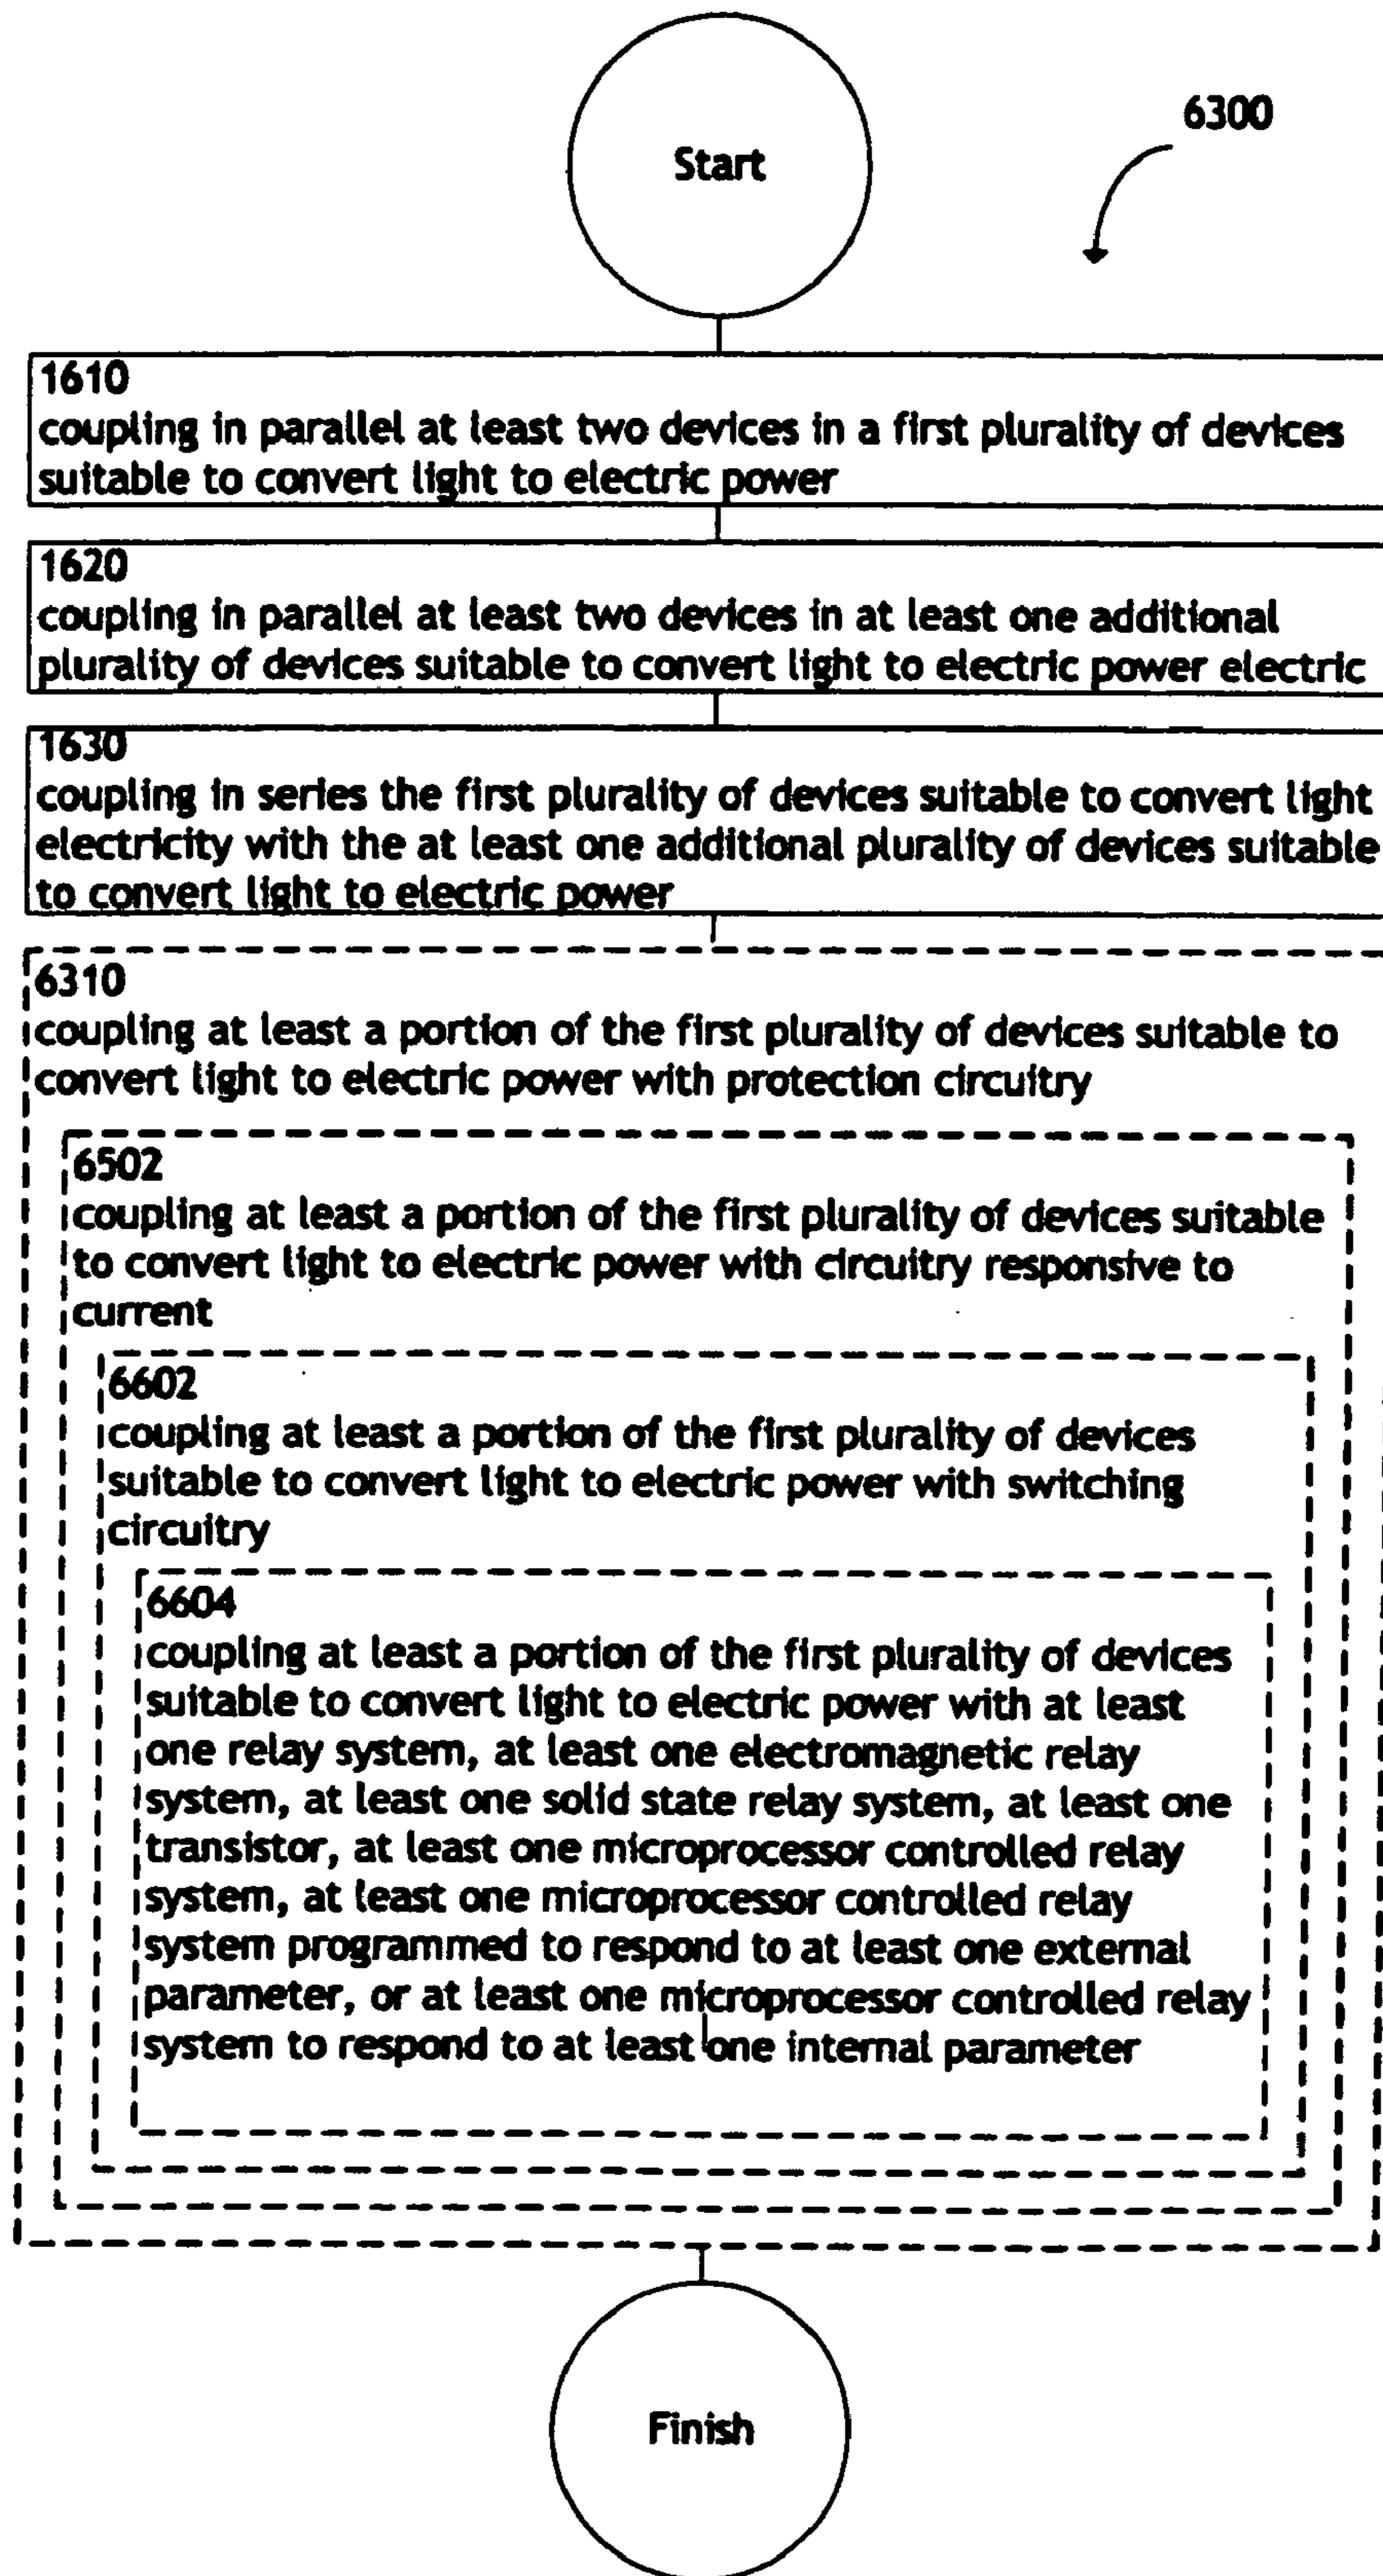 Start
6300
1610
coupling in parallel at least two devices in a first plurality of devices
suitable to convert light to electric power
1620
coupling in parallel at least two devices in at least one additional
plurality of devices suitable to convert light to electric power electric
1630
coupling in series the first plurality of devices suitable to convert light
electricity with the at least one additional plurality of devices suitable
to convert light to electric power
6310
coupling at least a portion of the first plurality of devices suitable to
convert light to electric power with protection circuitry
6502
coupling at least a portion of the first plurality of devices suitable
to convert light to electric power with circuitry responsive to
current
6602
coupling at least a portion of the first plurality of devices
suitable to convert light to electric power with switching
circuitry
6604
coupling at least a portion of the first plurality of devices
suitable to convert light to electric power with at least
one relay system, at least one electromagnetic relay
system, at least one solid state relay system, at least one
transistor, at least one microprocessor controlled relay
system, at least one microprocessor controlled relay
system programmed to respond to at least one external
parameter, or at least one microprocessor controlled relay
system to respond to at least one internal parameter
Finish